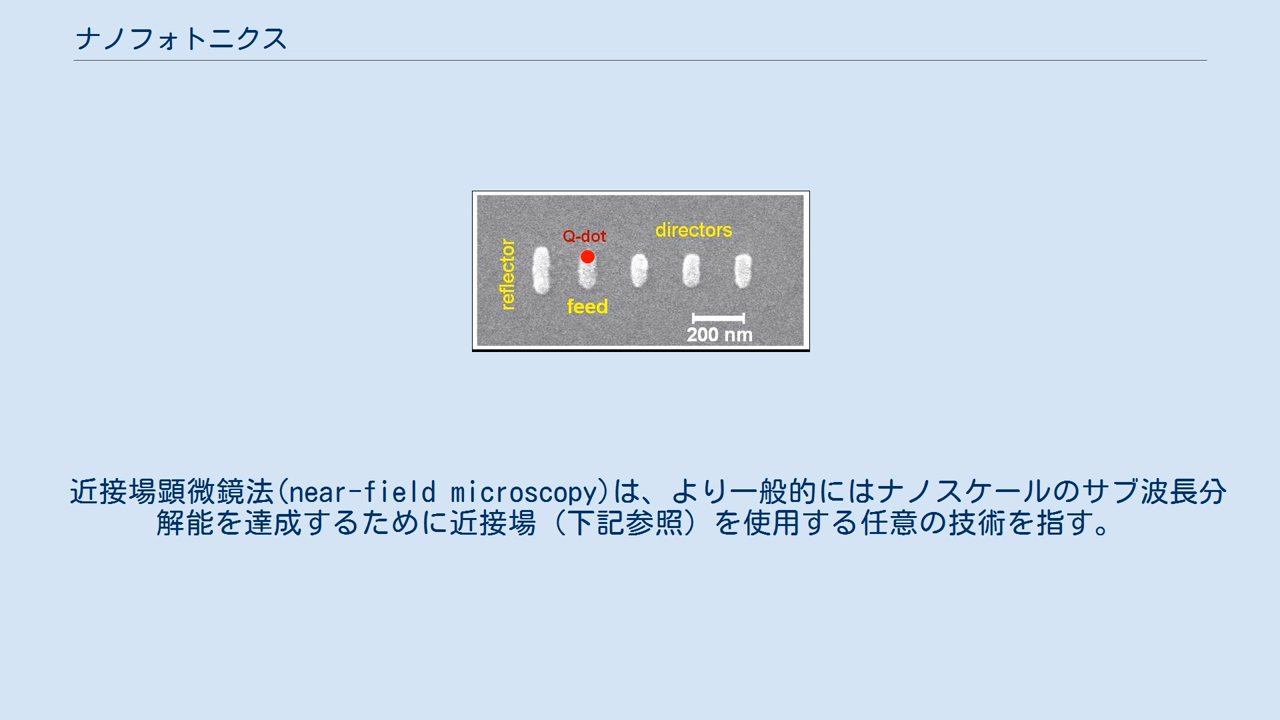 ナノフォトニクス
reflector
Q-dot
directors
feed
200 nm
近接場顕微鏡法(near-field microscopy)は、より一般的にはナノスケールのサブ波長分
解能を達成するために近接場（下記参照）を使用する任意の技術を指す。